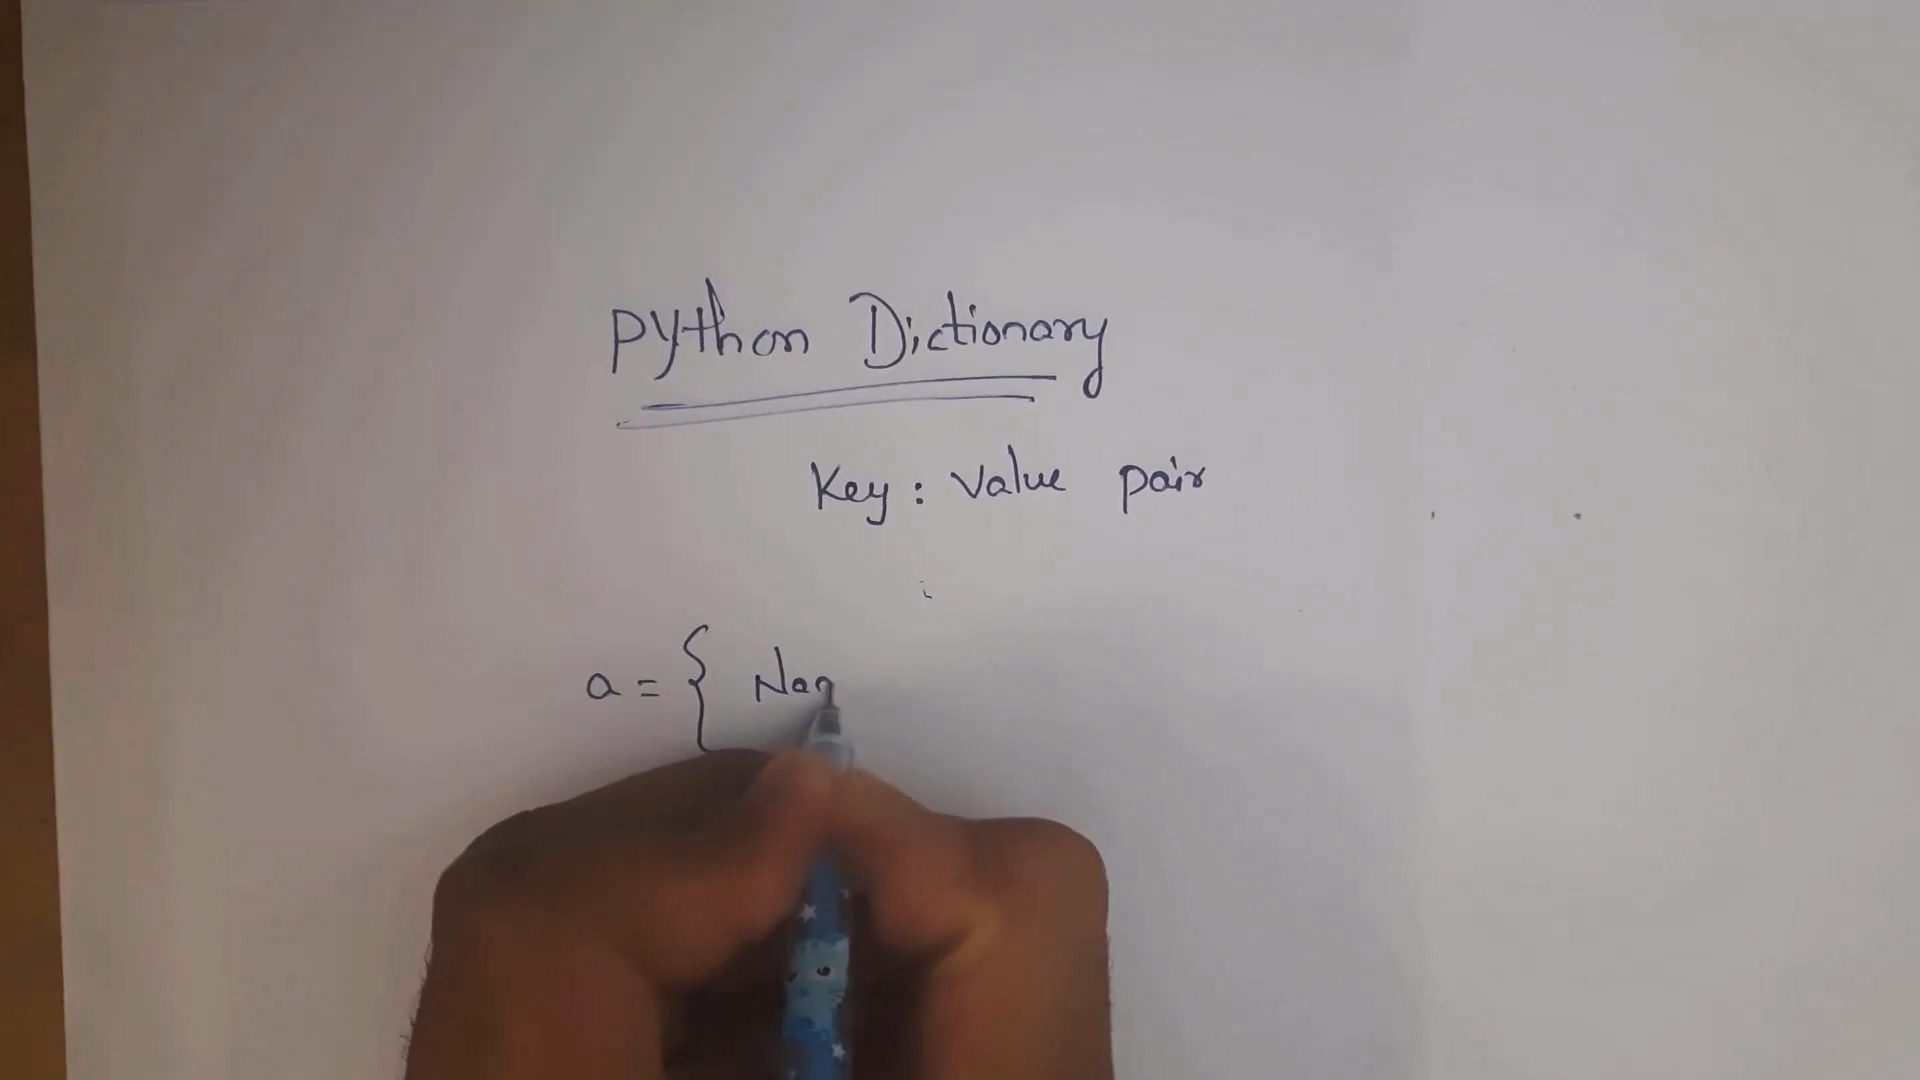 Python Dictionary
Key : Value pair
a = {